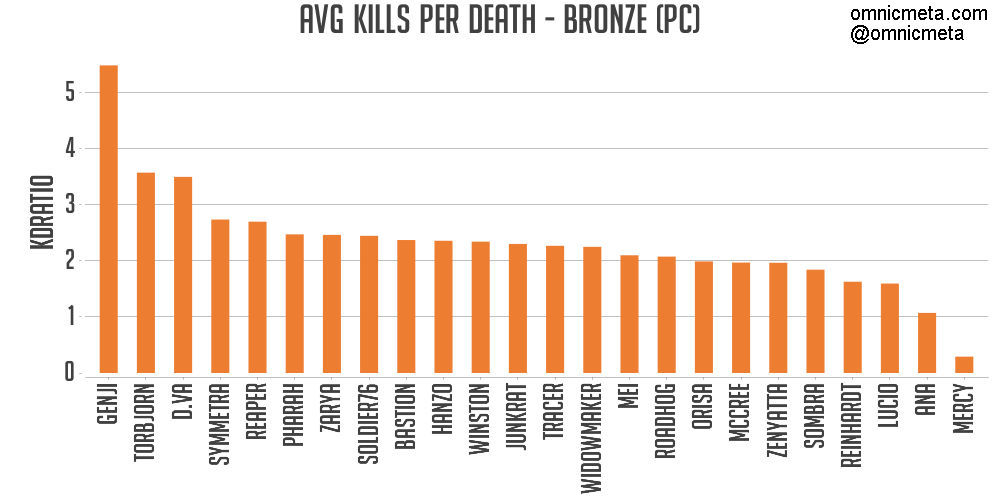 AVG KILLS PER DEATH - BRONZE (PC)
omnicmeta.com
@omnicmeta
KDRATIO
5
4
3
2
1
0
GENJI
TORBJORN
D.VA
SYMMETRA
REAPER
PHARAH
ZARYA
SOLDIER76
BASTION
HANZO
WINSTON
JUNKRAT
TRACER
WIDOWMAKER
MEI
ROADHOG
ORISA
MCCREE
ZENYATTA
SOMBRA
REINHARDT
LUCIO
ANA
MERCY